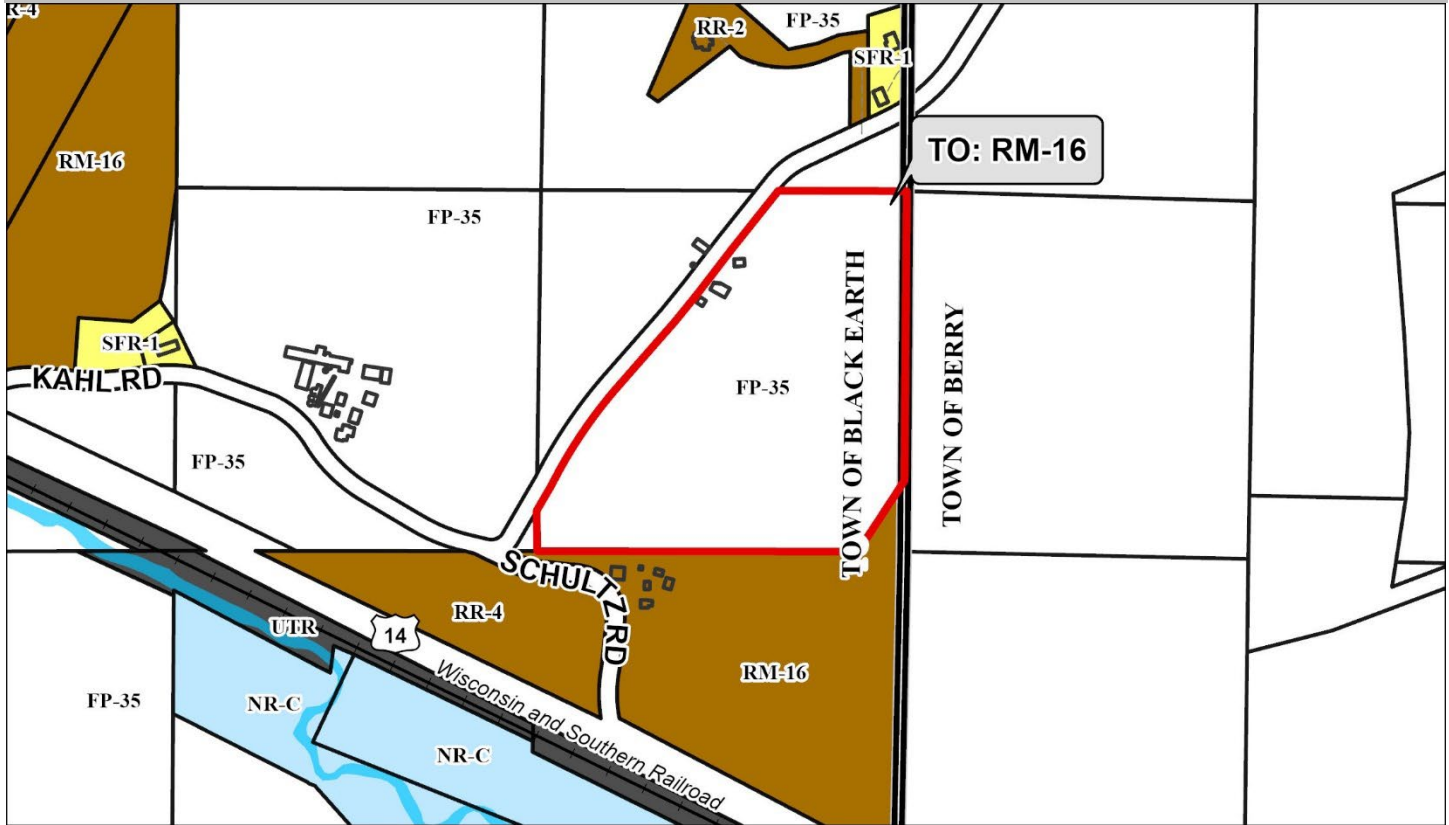 R-4
RR-2
FP-35
SFR-1
TO: RM-16
RM-16
FP-35
TOWN OF BLACK EARTH
TOWN OF BERRY
SFR-1
KAHL RD
FP-35
FP-35
SCHULTZ RD
RR-4
UTR
14
Wisconsin and Southern Railroad
RM-16
FP-35
NR-C
NR-C